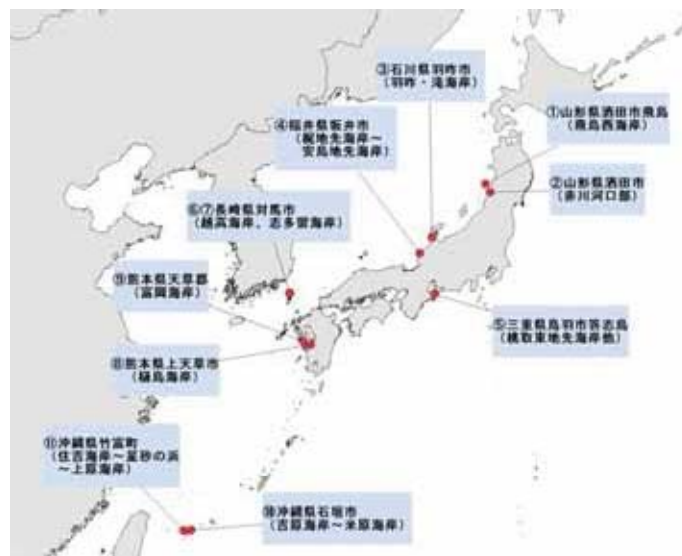 ③石川県羽咋市
(羽咋・滝海岸)
①山形県酒田市飛島
(飛島西海岸)
④福井県坂井市
(梶地先海岸~
安島地先海岸)
②山形県酒田市
(赤川河口部)
⑥⑦長崎県対馬市
(越高海岸、志多留海岸)
⑨熊本県天草郡
(富岡海岸)
⑤三重県鳥羽市答志島
(桃取東地先海岸他)
⑧熊本県上天草市
(樋島海岸)
⑪沖縄県竹富町
(住吉海岸~星砂の浜
~上原海岸)
⑩沖縄県石垣市
(吉原海岸~米原海岸)